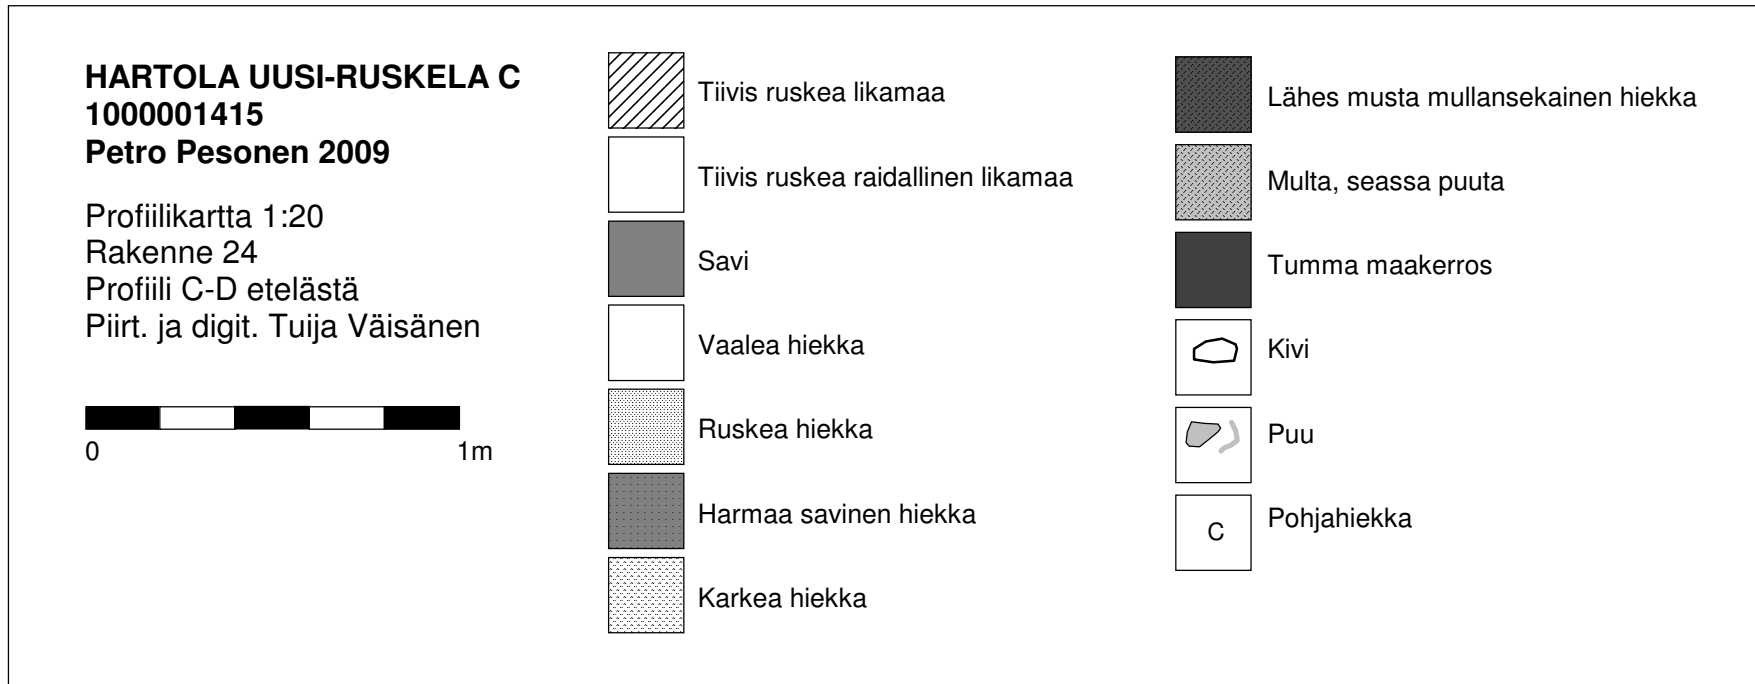 HARTOLA UUSI-RUSKELA C
1000001415
Petro Pesonen 2009
Profiilikartta 1:20
Rakenne 24
Profiili C-D etelästä
Piirt. ja digit. Tuija Väisänen
0 1m
Tiivis ruskea likamaa
Tiivis ruskea raidallinen likamaa
Savi
Vaalea hiekka
Ruskea hiekka
Harmaa savinen hiekka
Karkea hiekka
Lähes musta mullansekainen hiekka
Multa, seassa puuta
Tumma maakerros
Kivi
Puu
C Pohjahiekka